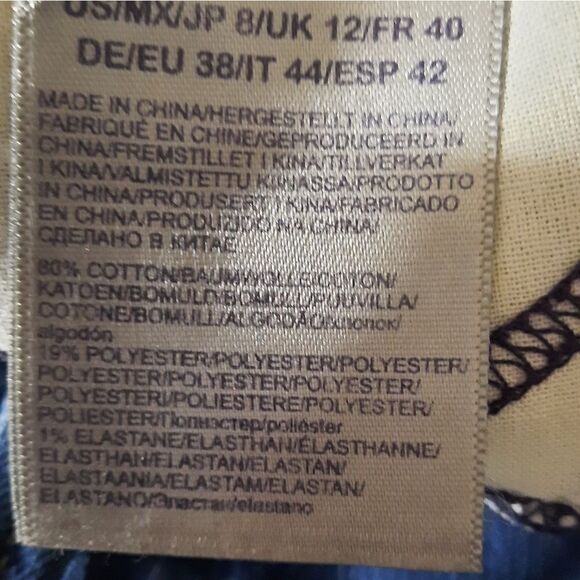 US/MX/JP 8/UK 12/FR 40
DE/EU 38/IT 44/ESP 42
MADE IN CHINA/HERGESTELLT IN CHINA/
FABRIQUÉ EN CHINE/GEPRODUCEERD IN
CHINA/FREMSTILLET I KINA/TILLVERKAT
I KINA/VALMISTETTU KIINASSA/PRODOTTO
IN CHINA/PRODUSERT I KINA/FABRICADO
EN CHINA/PRODUZIDO NA CHINA/
СДЕЛАНО В КИТАЕ
80% COTTON/BAUMWOLLE/COTON/
KATOEN/BOMULD/BOMULL/PUUVILLA/
COTONE/BOMULL/ALGODÃO/хлопок/
algodón
19% POLYESTER/POLYESTER/POLYESTER/
POLYESTER/POLYESTER/POLYESTER/
POLYESTERI/POLIESTERE/POLYESTER/
POLIÉSTER/Полиэстер/poliéster
1% ELASTANE/ELASTHAN/ÉLASTHANNE/
ELASTHAN/ELASTAN/ELASTAN/
ELASTAANIA/ELASTAM/ELASTAN/
ELASTANO/Эластан/elastano